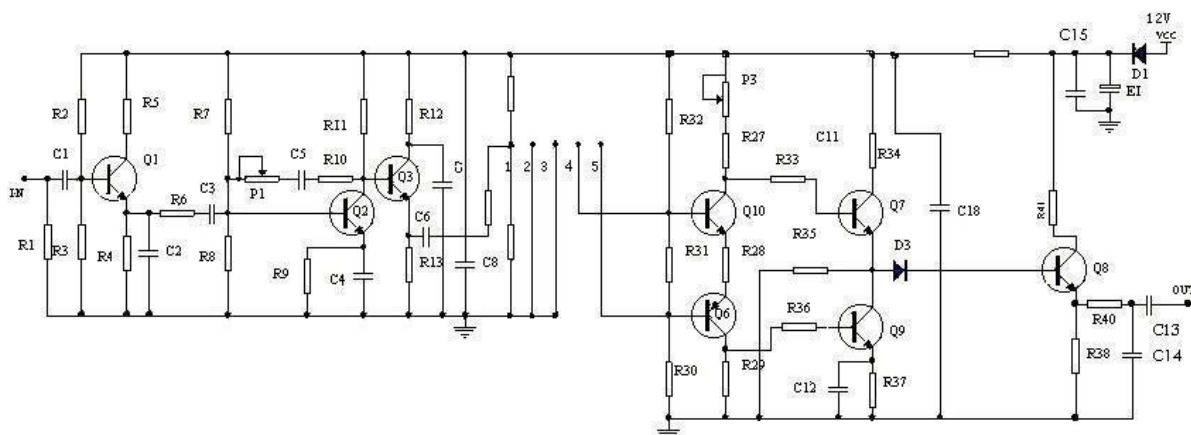 12V
VCC
C15
D1
EI
P3
R2
R5
R7
R11
R12
R32
R27
C11
C1
Q1
C5
R10
Q3
C7
1
2
3
4
5
R33
R34
IN
P1
R6
C3
Q2
C6
Q10
Q7
C18
R41
R1
R3
R4
C2
R8
R9
C4
R13
C8
R31
R28
R35
D3
Q8
Q6
R36
Q9
OUT
R40
C13
R30
R29
C12
R37
R38
C14